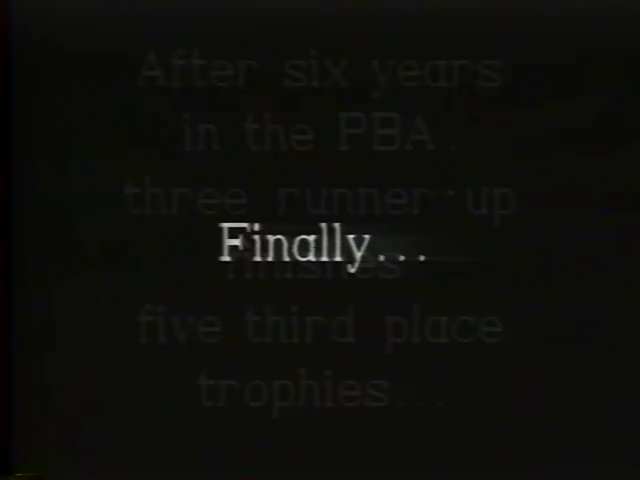 After six years
in the PBA,
three runner-up
Finally...
finishes
five third place
trophies...